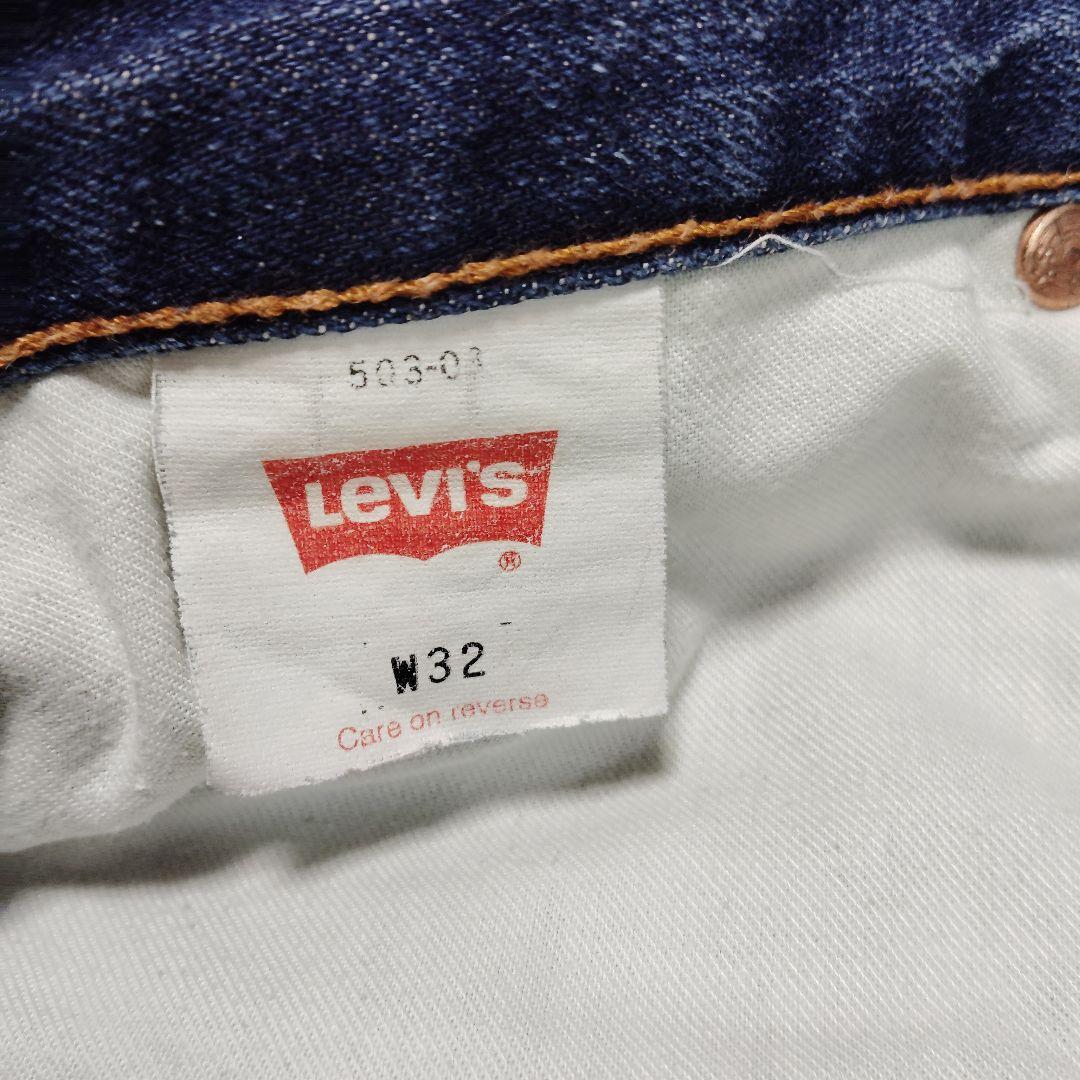 503-03
Levi's
®
W32
Care on reverse